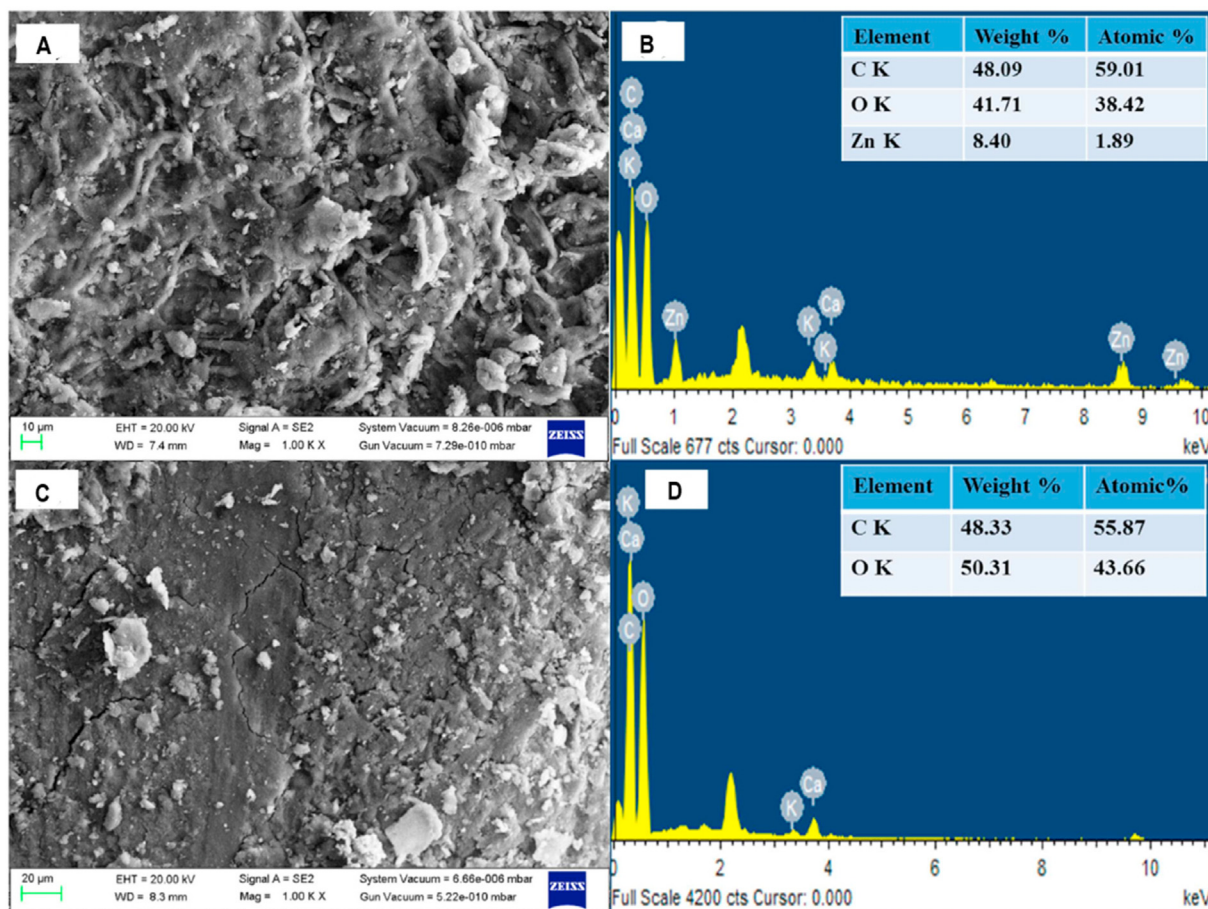 A
10 µm
EHT = 20.00 kV
Signal A = SE2
System Vacuum = 8.26e-006 mbar
WD = 7.4 mm
Mag = 1.00 K X
Gun Vacuum = 7.29e-010 mbar
ZEISS
B
Element Weight % Atomic %
C K 48.09 59.01
O K 41.71 38.42
Zn K 8.40 1.89
C
Ca
K
O
Zn
K
K
Ca
Zn
Zn
0 1 2 3 4 5 6 7 8 9 10
Full Scale 677 cts Cursor: 0.000
keV
C
20 µm
EHT = 20.00 kV
Signal A = SE2
System Vacuum = 6.66e-006 mbar
WD = 8.3 mm
Mag = 1.00 K X
Gun Vacuum = 5.22e-010 mbar
ZEISS
D
Element Weight % Atomic%
C K 48.33 55.87
O K 50.31 43.66
K
Ca
O
C
K
Ca
0 2 4 5 6 7 8 10
Full Scale 4200 cts Cursor: 0.000
keV